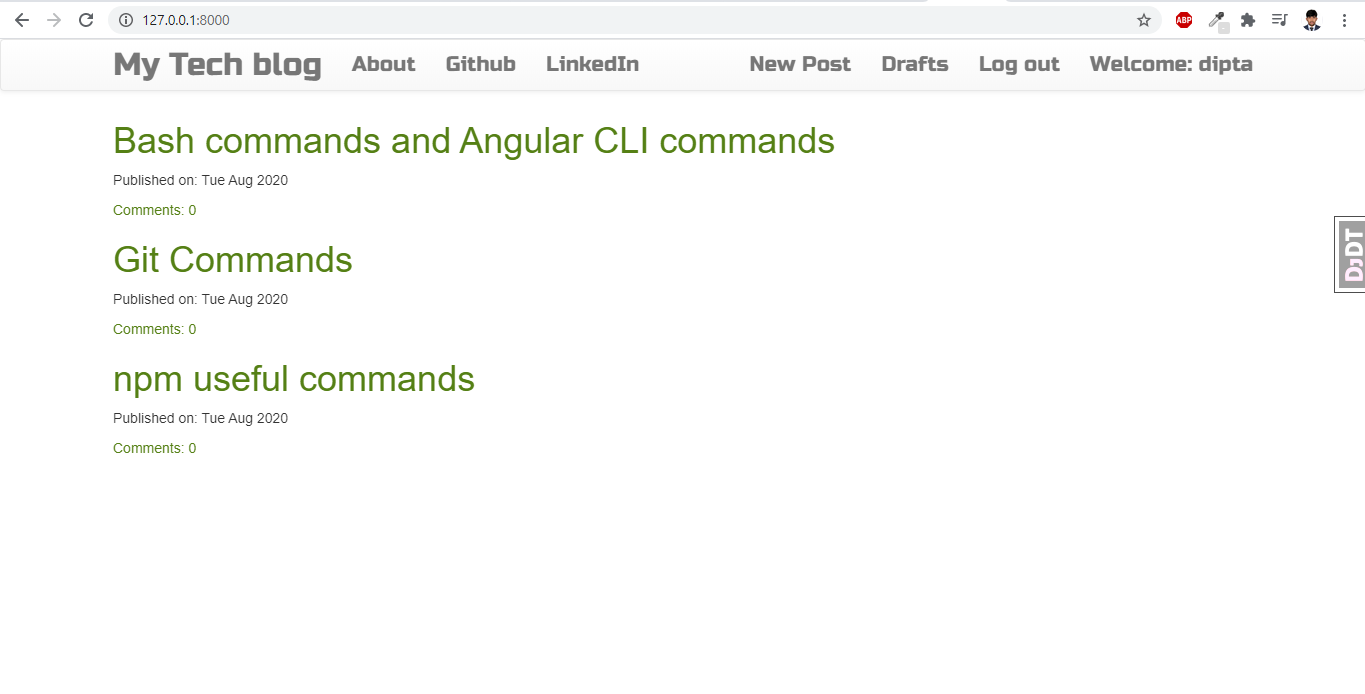 127.0.0.1:8000
ABP
My Tech blog About Github LinkedIn New Post Drafts Log out Welcome: dipta
Bash commands and Angular CLI commands
Published on: Tue Aug 2020
Comments: 0
DjDT
Git Commands
Published on: Tue Aug 2020
Comments: 0
npm useful commands
Published on: Tue Aug 2020
Comments: 0